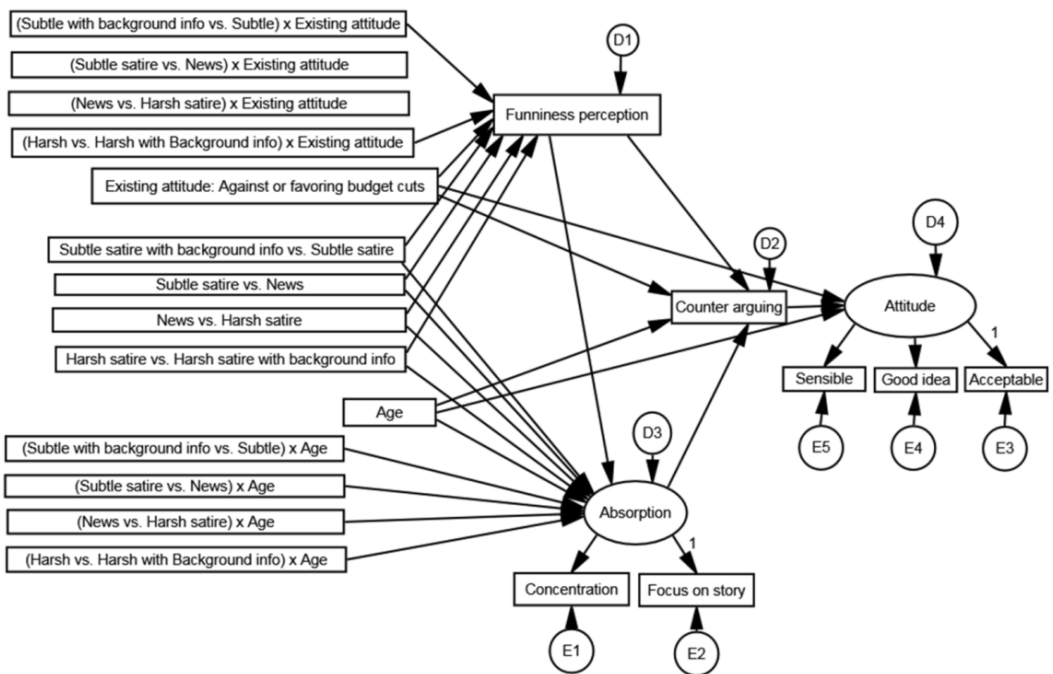 (Subtle with background info vs. Subtle) x Existing attitude
D1
(Subtle satire vs. News) x Existing attitude
(News vs. Harsh satire) x Existing attitude
Funniness perception
(Harsh vs. Harsh with Background info) x Existing attitude
Existing attitude: Against or favoring budget cuts
D4
Subtle satire with background info vs. Subtle satire
D2
Subtle satire vs. News
Counter arguing
Attitude
News vs. Harsh satire
1
Harsh satire vs. Harsh satire with background info
Sensible
Good idea
Acceptable
Age
D3
E5
E4
E3
(Subtle with background info vs. Subtle) x Age
(Subtle satire vs. News) x Age
Absorption
(News vs. Harsh satire) x Age
1
(Harsh vs. Harsh with Background info) x Age
Concentration
Focus on story
E1
E2